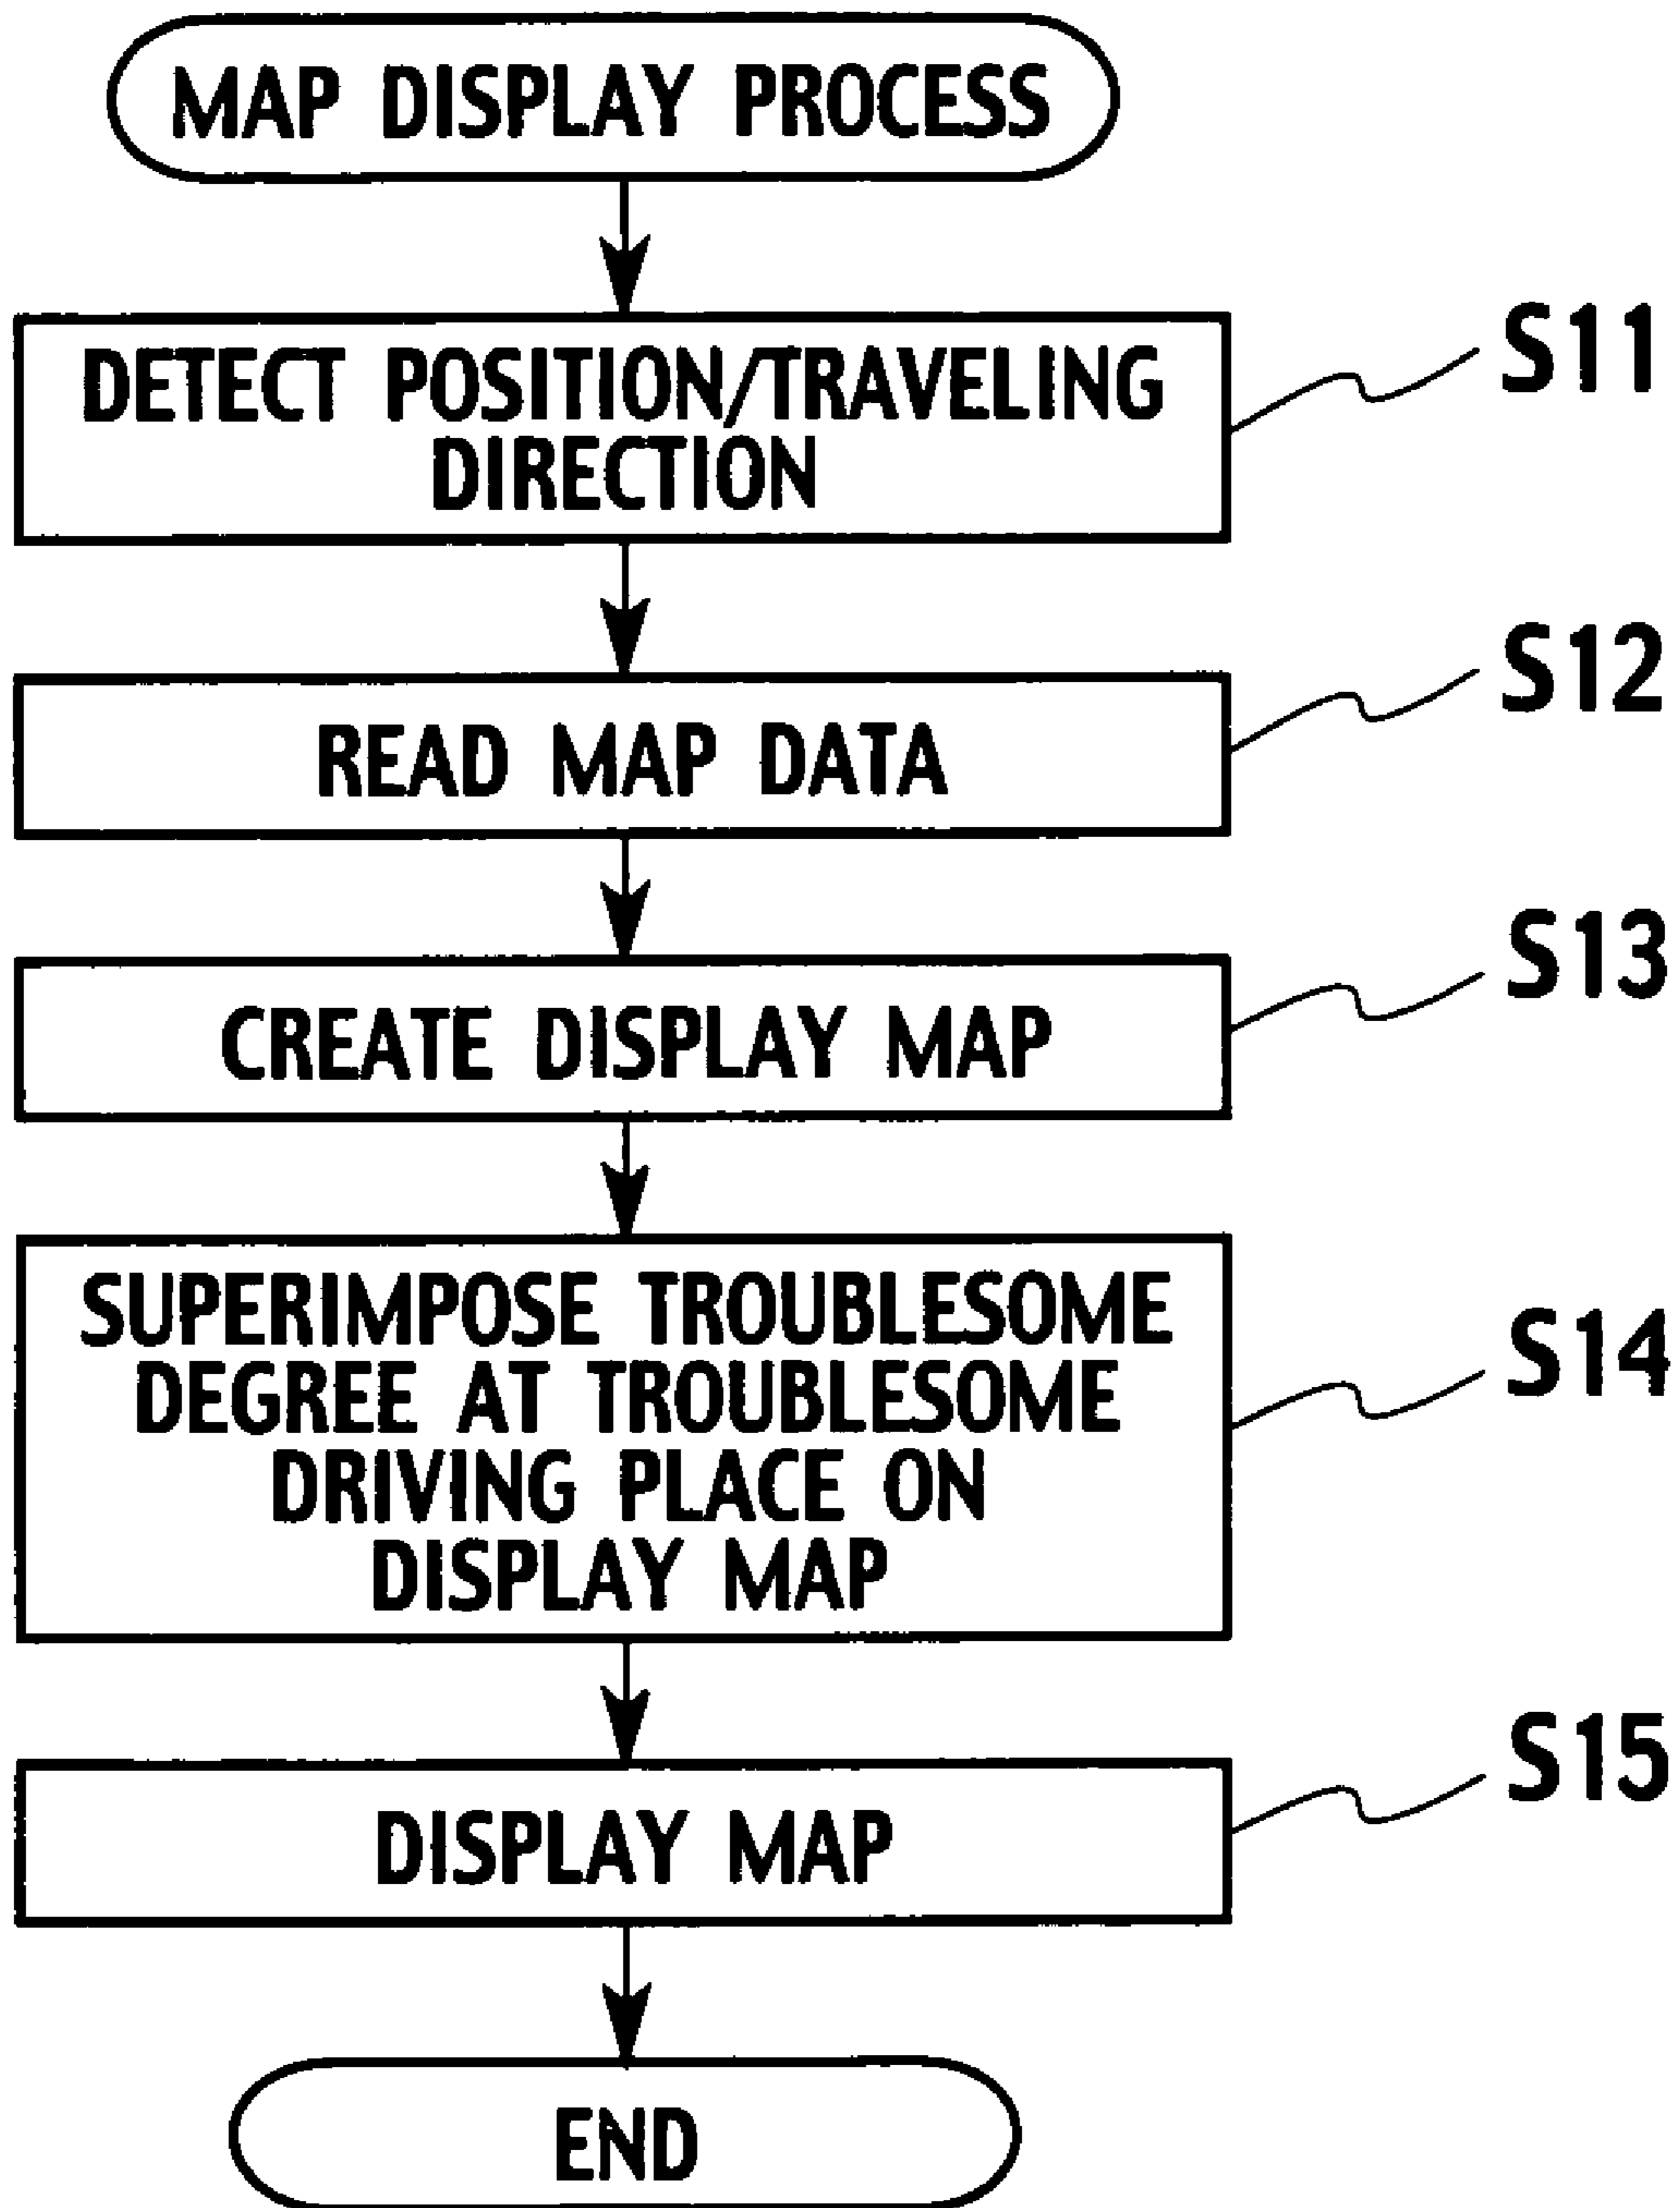 MAP DISPLAY PROCESS
DETECT POSITION/TRAVELING
DIRECTION
S11
READ MAP DATA
S12
CREATE DISPLAY MAP
S13
SUPERIMPOSE TROUBLESOME
DEGREE AT TROUBLESOME
DRIVING PLACE ON
DISPLAY MAP
S14
DISPLAY MAP
S15
END